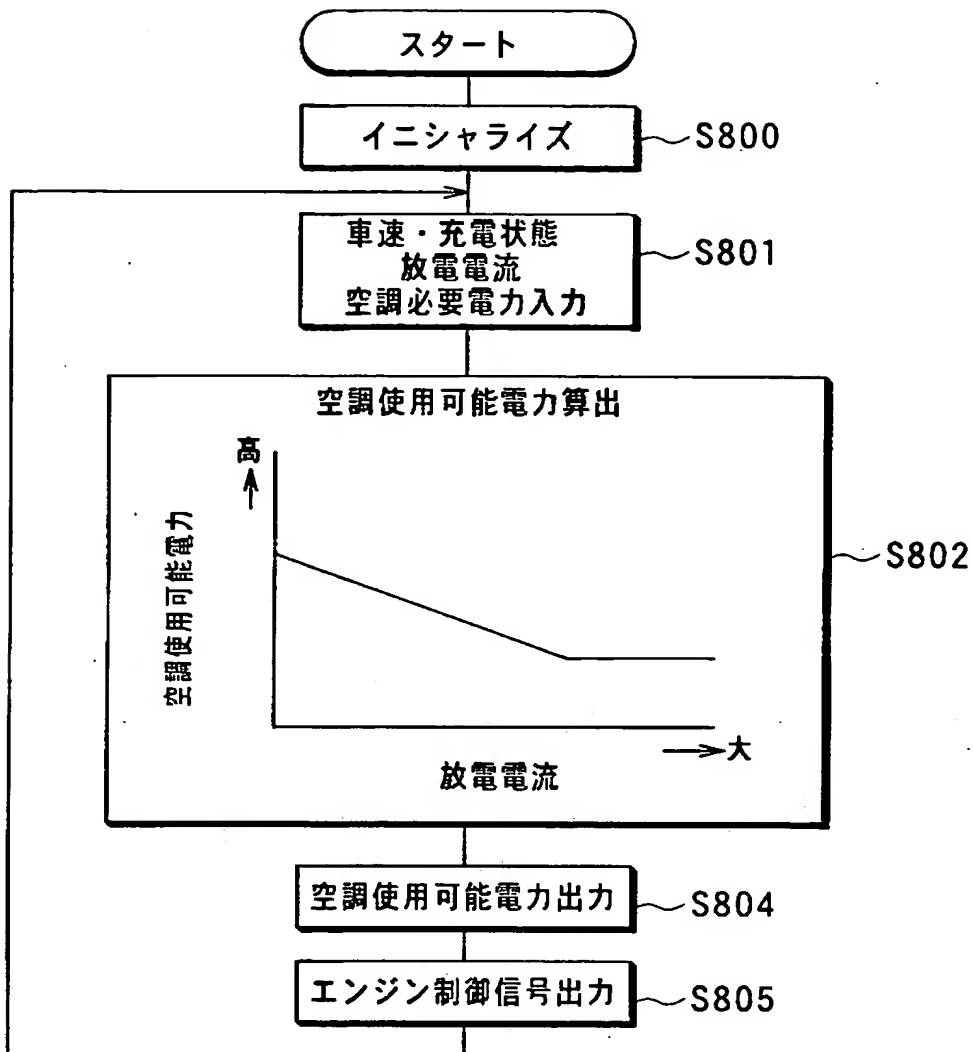 スタート
イニシャライズ
S800
車速・充電状態
放電電流
空調必要電力入力
S801
空調使用可能電力算出
高
空調使用可能電力
大
放電電流
S802
空調使用可能電力出力
S804
エンジン制御信号出力
S805